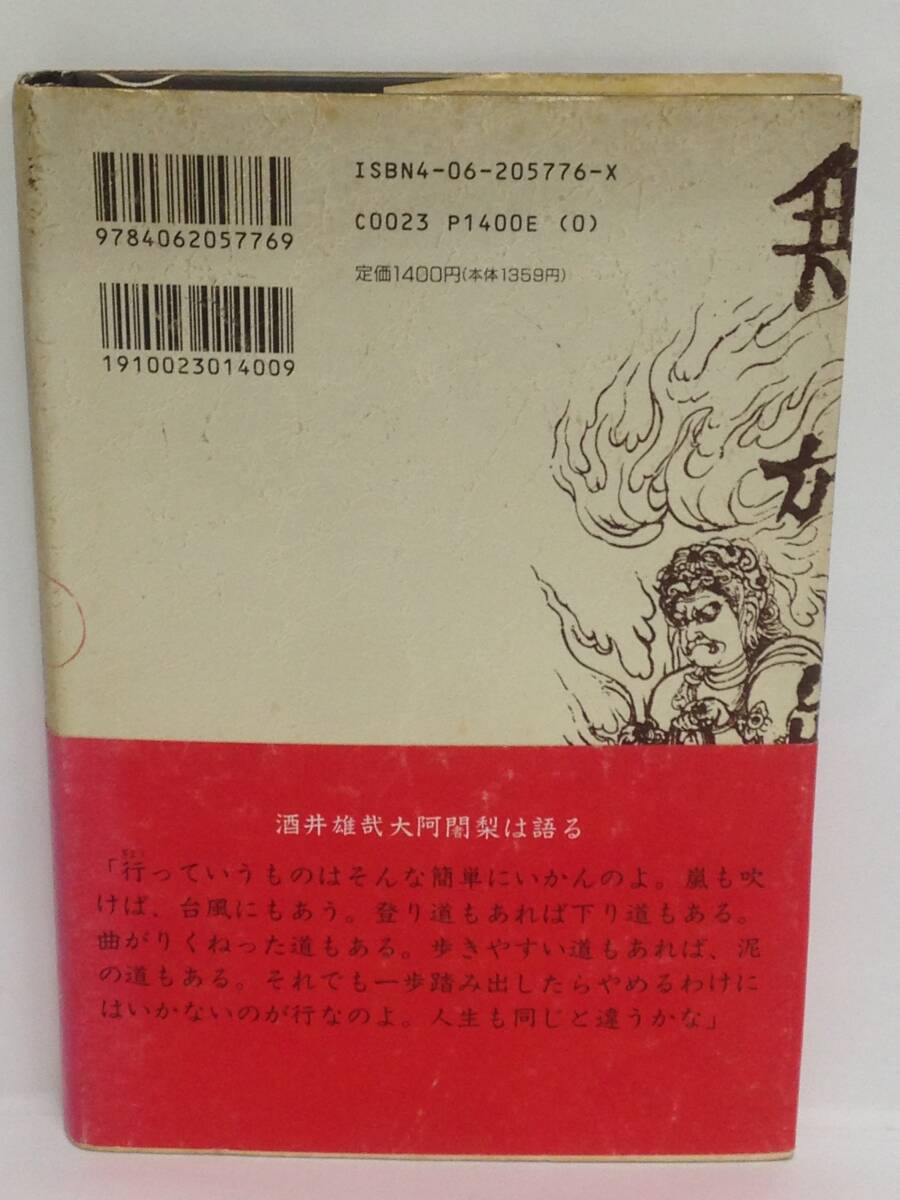 ISBN4-06-205776-X
9784062057769
C0023 P1400E (0)
定価1400円(本体1359円)
1910023014009
酒井雄哉大阿闍梨は語る
ぎょう
「行っていうものはそんな簡単にいかんのよ。嵐も吹
けば、台風にもあう。登り道もあれば下り道もある。
曲がりくねった道もある。歩きやすい道もあれば、泥
の道もある。それでも一歩踏み出したらやめるわけに
はいかないのが行なのよ。人生も同じと違うかな」